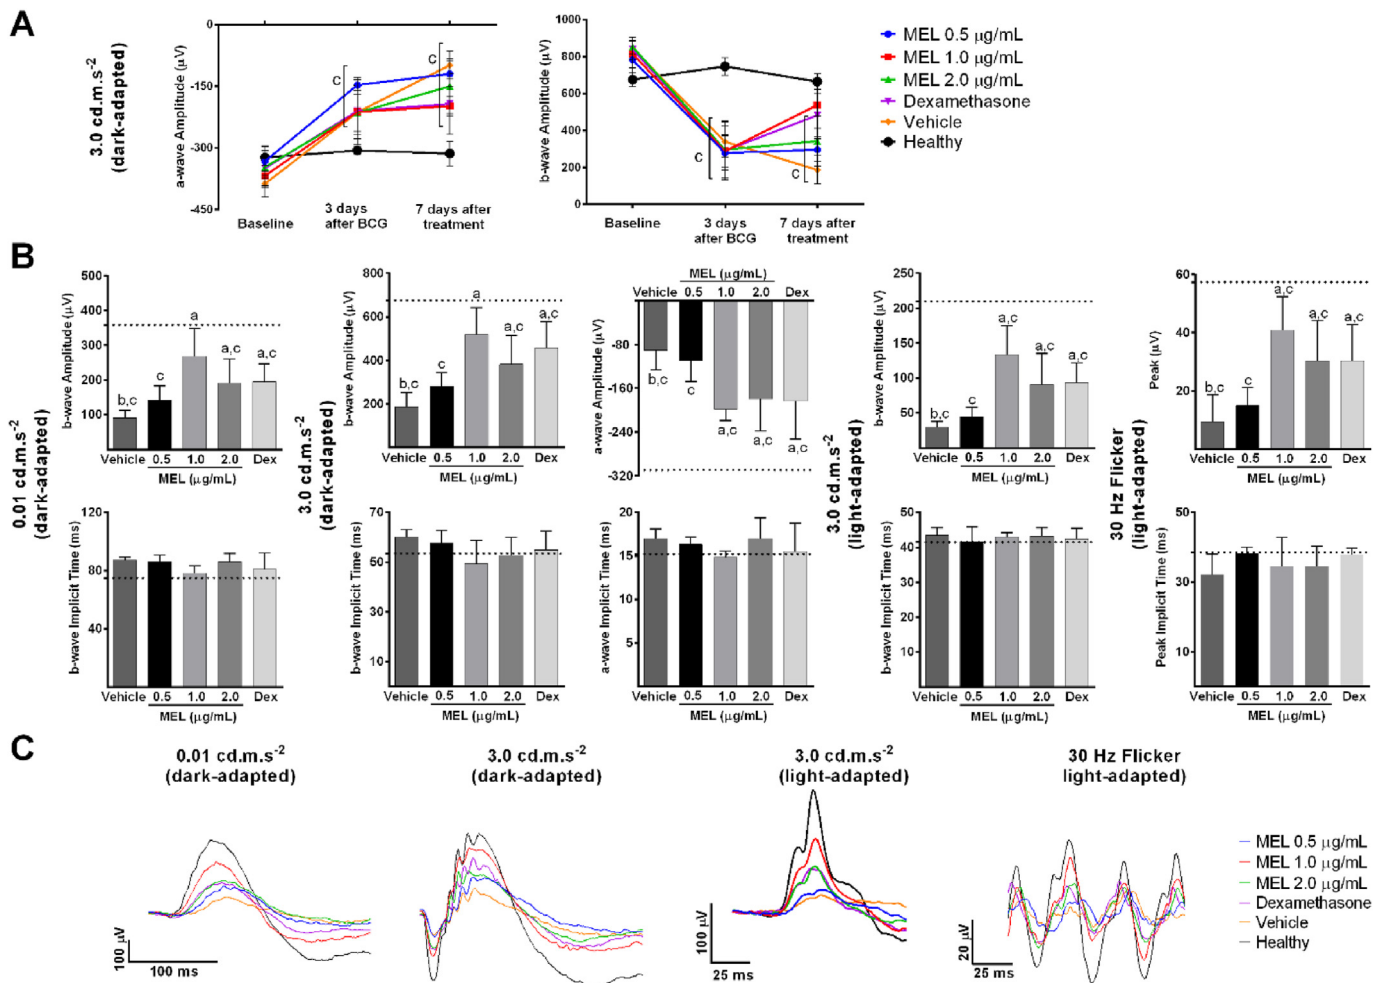 A
3.0 cd.m.s-2
(dark-adapted)
a-wave Amplitude (µV)
0
-150
-300
-450
c
c
Baseline
3 days
after BCG
7 days after
treatment
b-wave Amplitude (µV)
1000
800
600
400
200
0
c
c
Baseline
3 days
after BCG
7 days after
treatment
MEL 0.5 µg/mL
MEL 1.0 µg/mL
MEL 2.0 µg/mL
Dexamethasone
Vehicle
Healthy
B
0.01 cd.m.s-2
(dark-adapted)
b-wave Amplitude (µV)
500
400
300
200
100
b,c
c
a
a,c
a,c
Vehicle 0.5 1.0 2.0 Dex
MEL (µg/mL)
b-wave Implicit Time (ms)
120
80
40
Vehicle 0.5 1.0 2.0 Dex
MEL (µg/mL)
3.0 cd.m.s-2
(dark-adapted)
b-wave Amplitude (µV)
800
600
400
200
b,c
c
a
a,c
a,c
Vehicle 0.5 1.0 2.0 Dex
MEL (µg/mL)
b-wave Implicit Time (ms)
70
50
30
10
Vehicle 0.5 1.0 2.0 Dex
MEL (µg/mL)
MEL (µg/mL)
Vehicle 0.5 1.0 2.0 Dex
a-wave Amplitude (µV)
-80
-160
-240
-320
b,c
c
a,c
a,c
a,c
a-wave Implicit Time (ms)
20
15
10
5
Vehicle 0.5 1.0 2.0 Dex
MEL (µg/mL)
3.0 cd.m.s-2
(light-adapted)
b-wave Amplitude (µV)
250
200
150
100
50
b,c
c
a,c
a,c
a,c
Vehicle 0.5 1.0 2.0 Dex
MEL (µg/mL)
b-wave Implicit Time (ms)
50
40
30
20
10
Vehicle 0.5 1.0 2.0 Dex
MEL (µg/mL)
30 Hz Flicker
(light-adapted)
Peak (µV)
60
40
20
b,c
c
a,c
a,c
a,c
Vehicle 0.5 1.0 2.0 Dex
MEL (µg/mL)
Peak Implicit Time (ms)
50
30
10
Vehicle 0.5 1.0 2.0 Dex
MEL (µg/mL)
C
0.01 cd.m.s-2
(dark-adapted)
100 µV
100 ms
3.0 cd.m.s-2
(dark-adapted)
3.0 cd.m.s-2
(light-adapted)
100 µV
25 ms
30 Hz Flicker
light-adapted)
20 µV
25 ms
MEL 0.5 µg/mL
MEL 1.0 µg/mL
MEL 2.0 µg/mL
Dexamethasone
Vehicle
Healthy